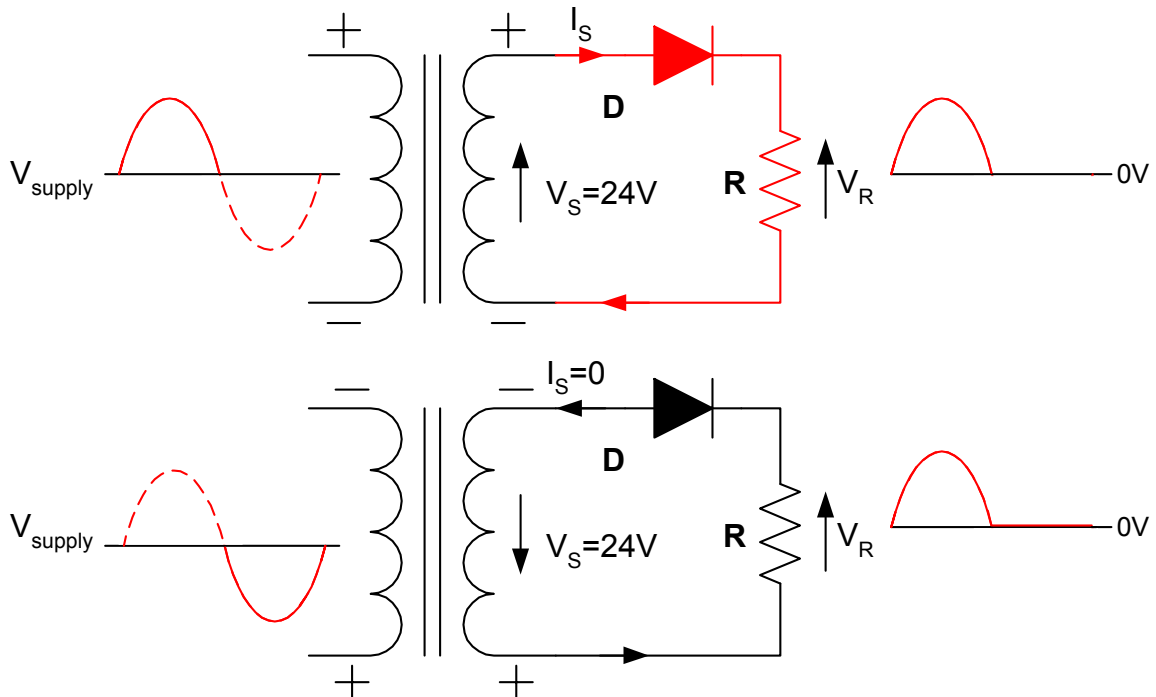 + + I_S
D
V_supply V_S=24V R V_R 0V
— —
— — I_S=0
D
V_supply V_S=24V R V_R 0V
+ +